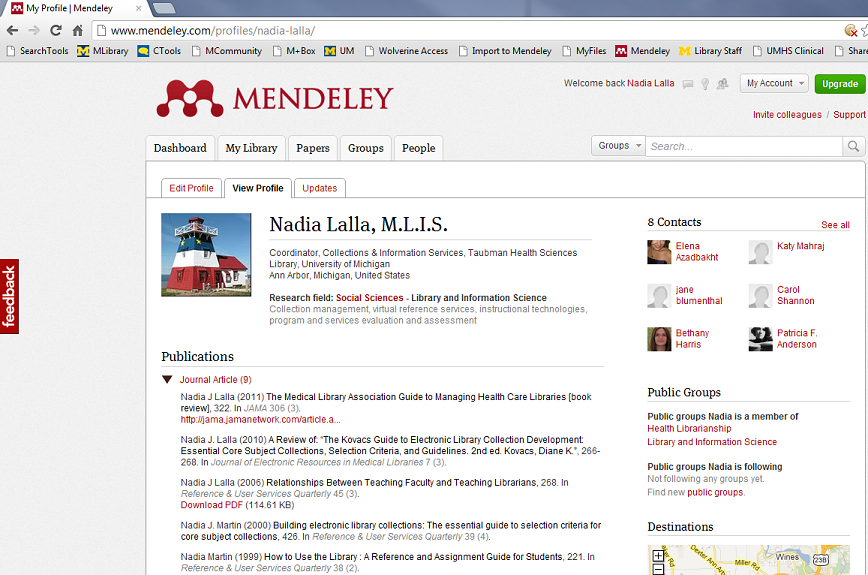 My Profile | Mendeley
www.mendeley.com/profiles/nadia-lalla/
SearchTools MLibrary CTools MCommunity M+Box UM Wolverine Access Import to Mendeley MyFiles Mendeley Library Staff UMHS Clinical Share
MENDELEY
Welcome back Nadia Lalla My Account Upgrade
Invite colleagues / Support
Dashboard My Library Papers Groups People
Groups Search...
Edit Profile View Profile Updates
feedback
Nadia Lalla, M.L.I.S.
Coordinator, Collections & Information Services, Taubman Health Sciences
Library, University of Michigan
Ann Arbor, Michigan, United States
Research field: Social Sciences - Library and Information Science
Collection management, virtual reference services, instructional technologies,
program and services evaluation and assessment
Publications
Journal Article (9)
Nadia J Lalla (2011) The Medical Library Association Guide to Managing Health Care Libraries [book
review], 322. In JAMA 306 (3).
http://jama.jamanetwork.com/article.a...
Nadia J. Lalla (2010) A Review of: “The Kovacs Guide to Electronic Library Collection Development:
Essential Core Subject Collections, Selection Criteria, and Guidelines. 2nd ed. Kovacs, Diane K.”, 266-
268. In Journal of Electronic Resources in Medical Libraries 7 (3).
Nadia J Lalla (2006) Relationships Between Teaching Faculty and Teaching Librarians, 268. In
Reference & User Services Quarterly 45 (3).
Download PDF (114.61 KB)
Nadia J. Martin (2000) Building electronic library collections: The essential guide to selection criteria for
core subject collections, 426. In Reference & User Services Quarterly 39 (4).
Nadia Martin (1999) How to Use the Library : A Reference and Assignment Guide for Students, 221. In
Reference & User Services Quarterly 38 (2).
8 Contacts See all
Elena
Azadbakht
Katy Mahraj
jane
blumenthal
Carol
Shannon
Bethany
Harris
Patricia F.
Anderson
Public Groups
Public groups Nadia is a member of
Health Librarianship
Library and Information Science
Public groups Nadia is following
Not following any groups yet.
Find new public groups.
Destinations
Dexter Ann Ar
Miller Rd
Wines
23B